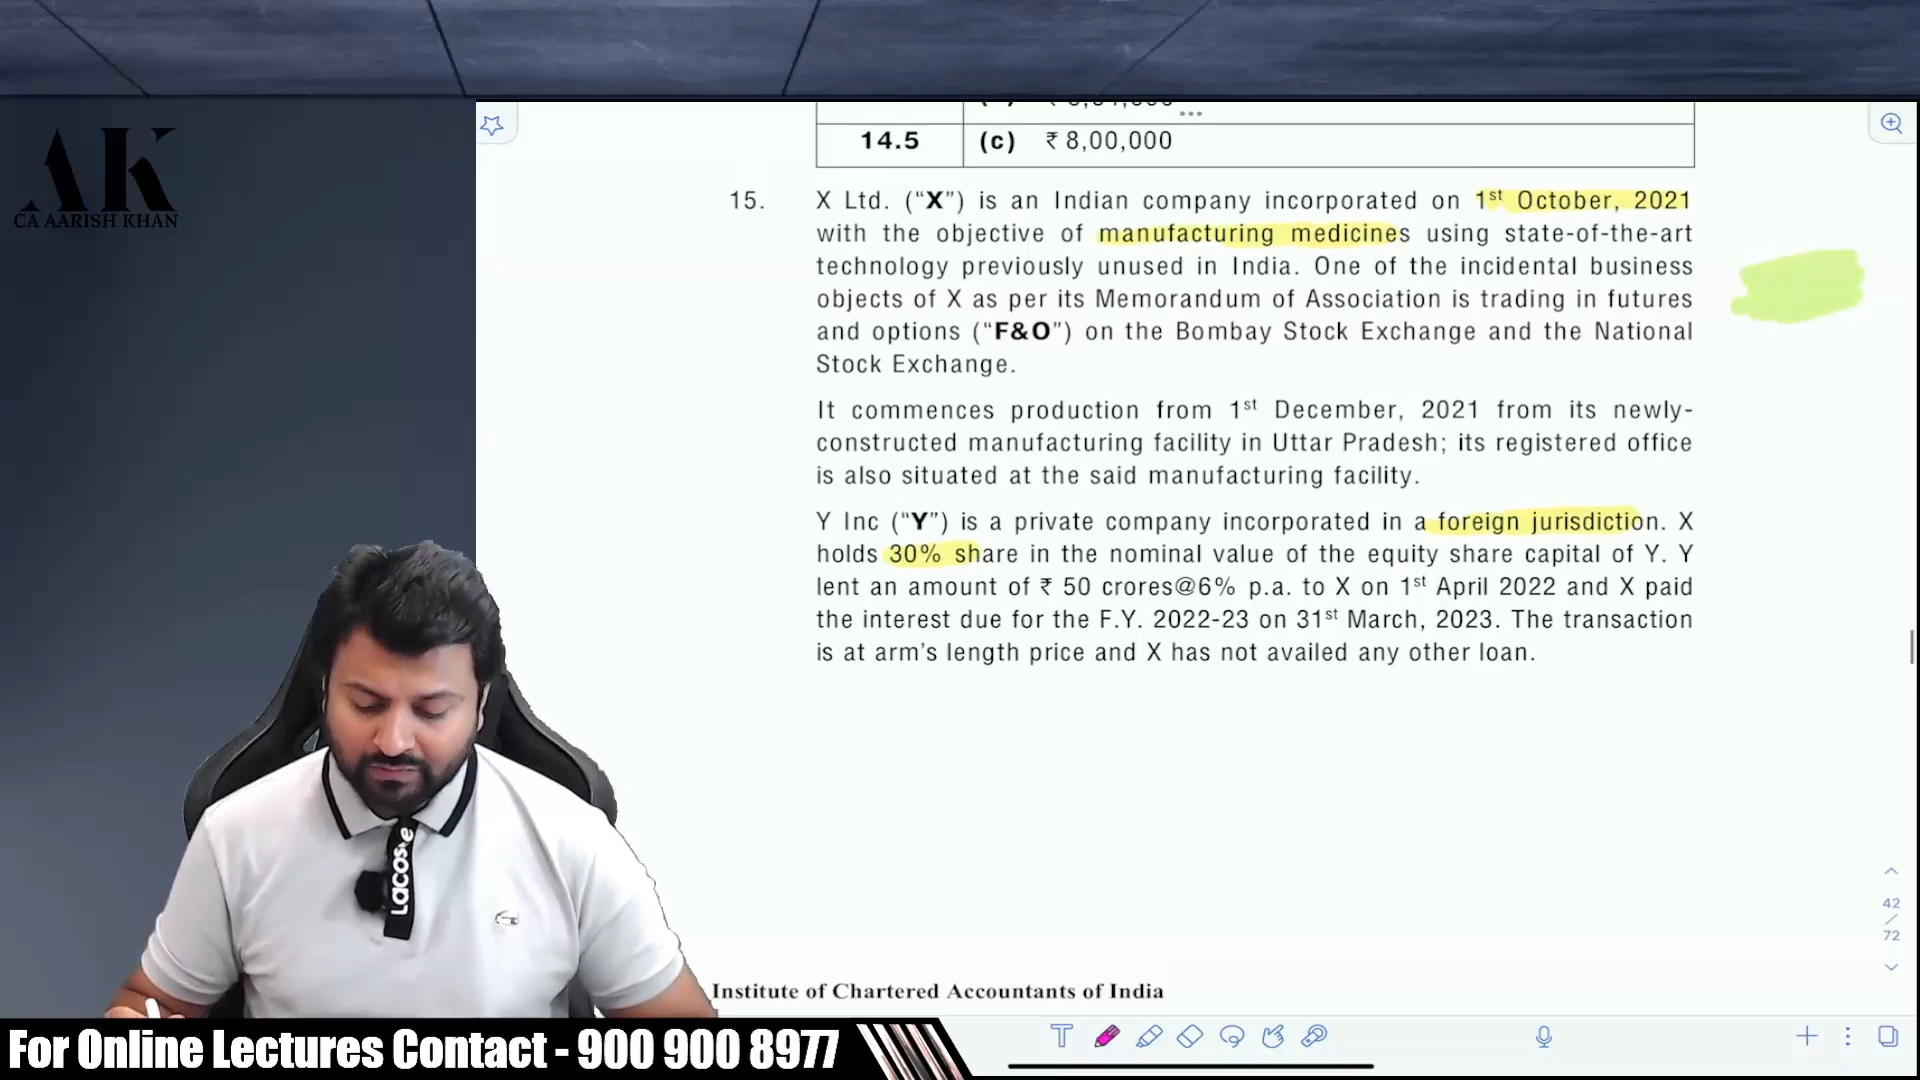 AK
CA AARISH KHAN
14.5 (c) ₹ 8,00,000
15. X Ltd. (“X”) is an Indian company incorporated on 1st October, 2021
with the objective of manufacturing medicines using state-of-the-art
technology previously unused in India. One of the incidental business
objects of X as per its Memorandum of Association is trading in futures
and options (“F&O”) on the Bombay Stock Exchange and the National
Stock Exchange.
It commences production from 1st December, 2021 from its newly-
constructed manufacturing facility in Uttar Pradesh; its registered office
is also situated at the said manufacturing facility.
Y Inc (“Y”) is a private company incorporated in a foreign jurisdiction. X
holds 30% share in the nominal value of the equity share capital of Y. Y
lent an amount of ₹ 50 crores@6% p.a. to X on 1st April 2022 and X paid
the interest due for the F.Y. 2022-23 on 31st March, 2023. The transaction
is at arm’s length price and X has not availed any other loan.
LACOSTE
42
/
72
Institute of Chartered Accountants of India
For Online Lectures Contact - 900 900 8977